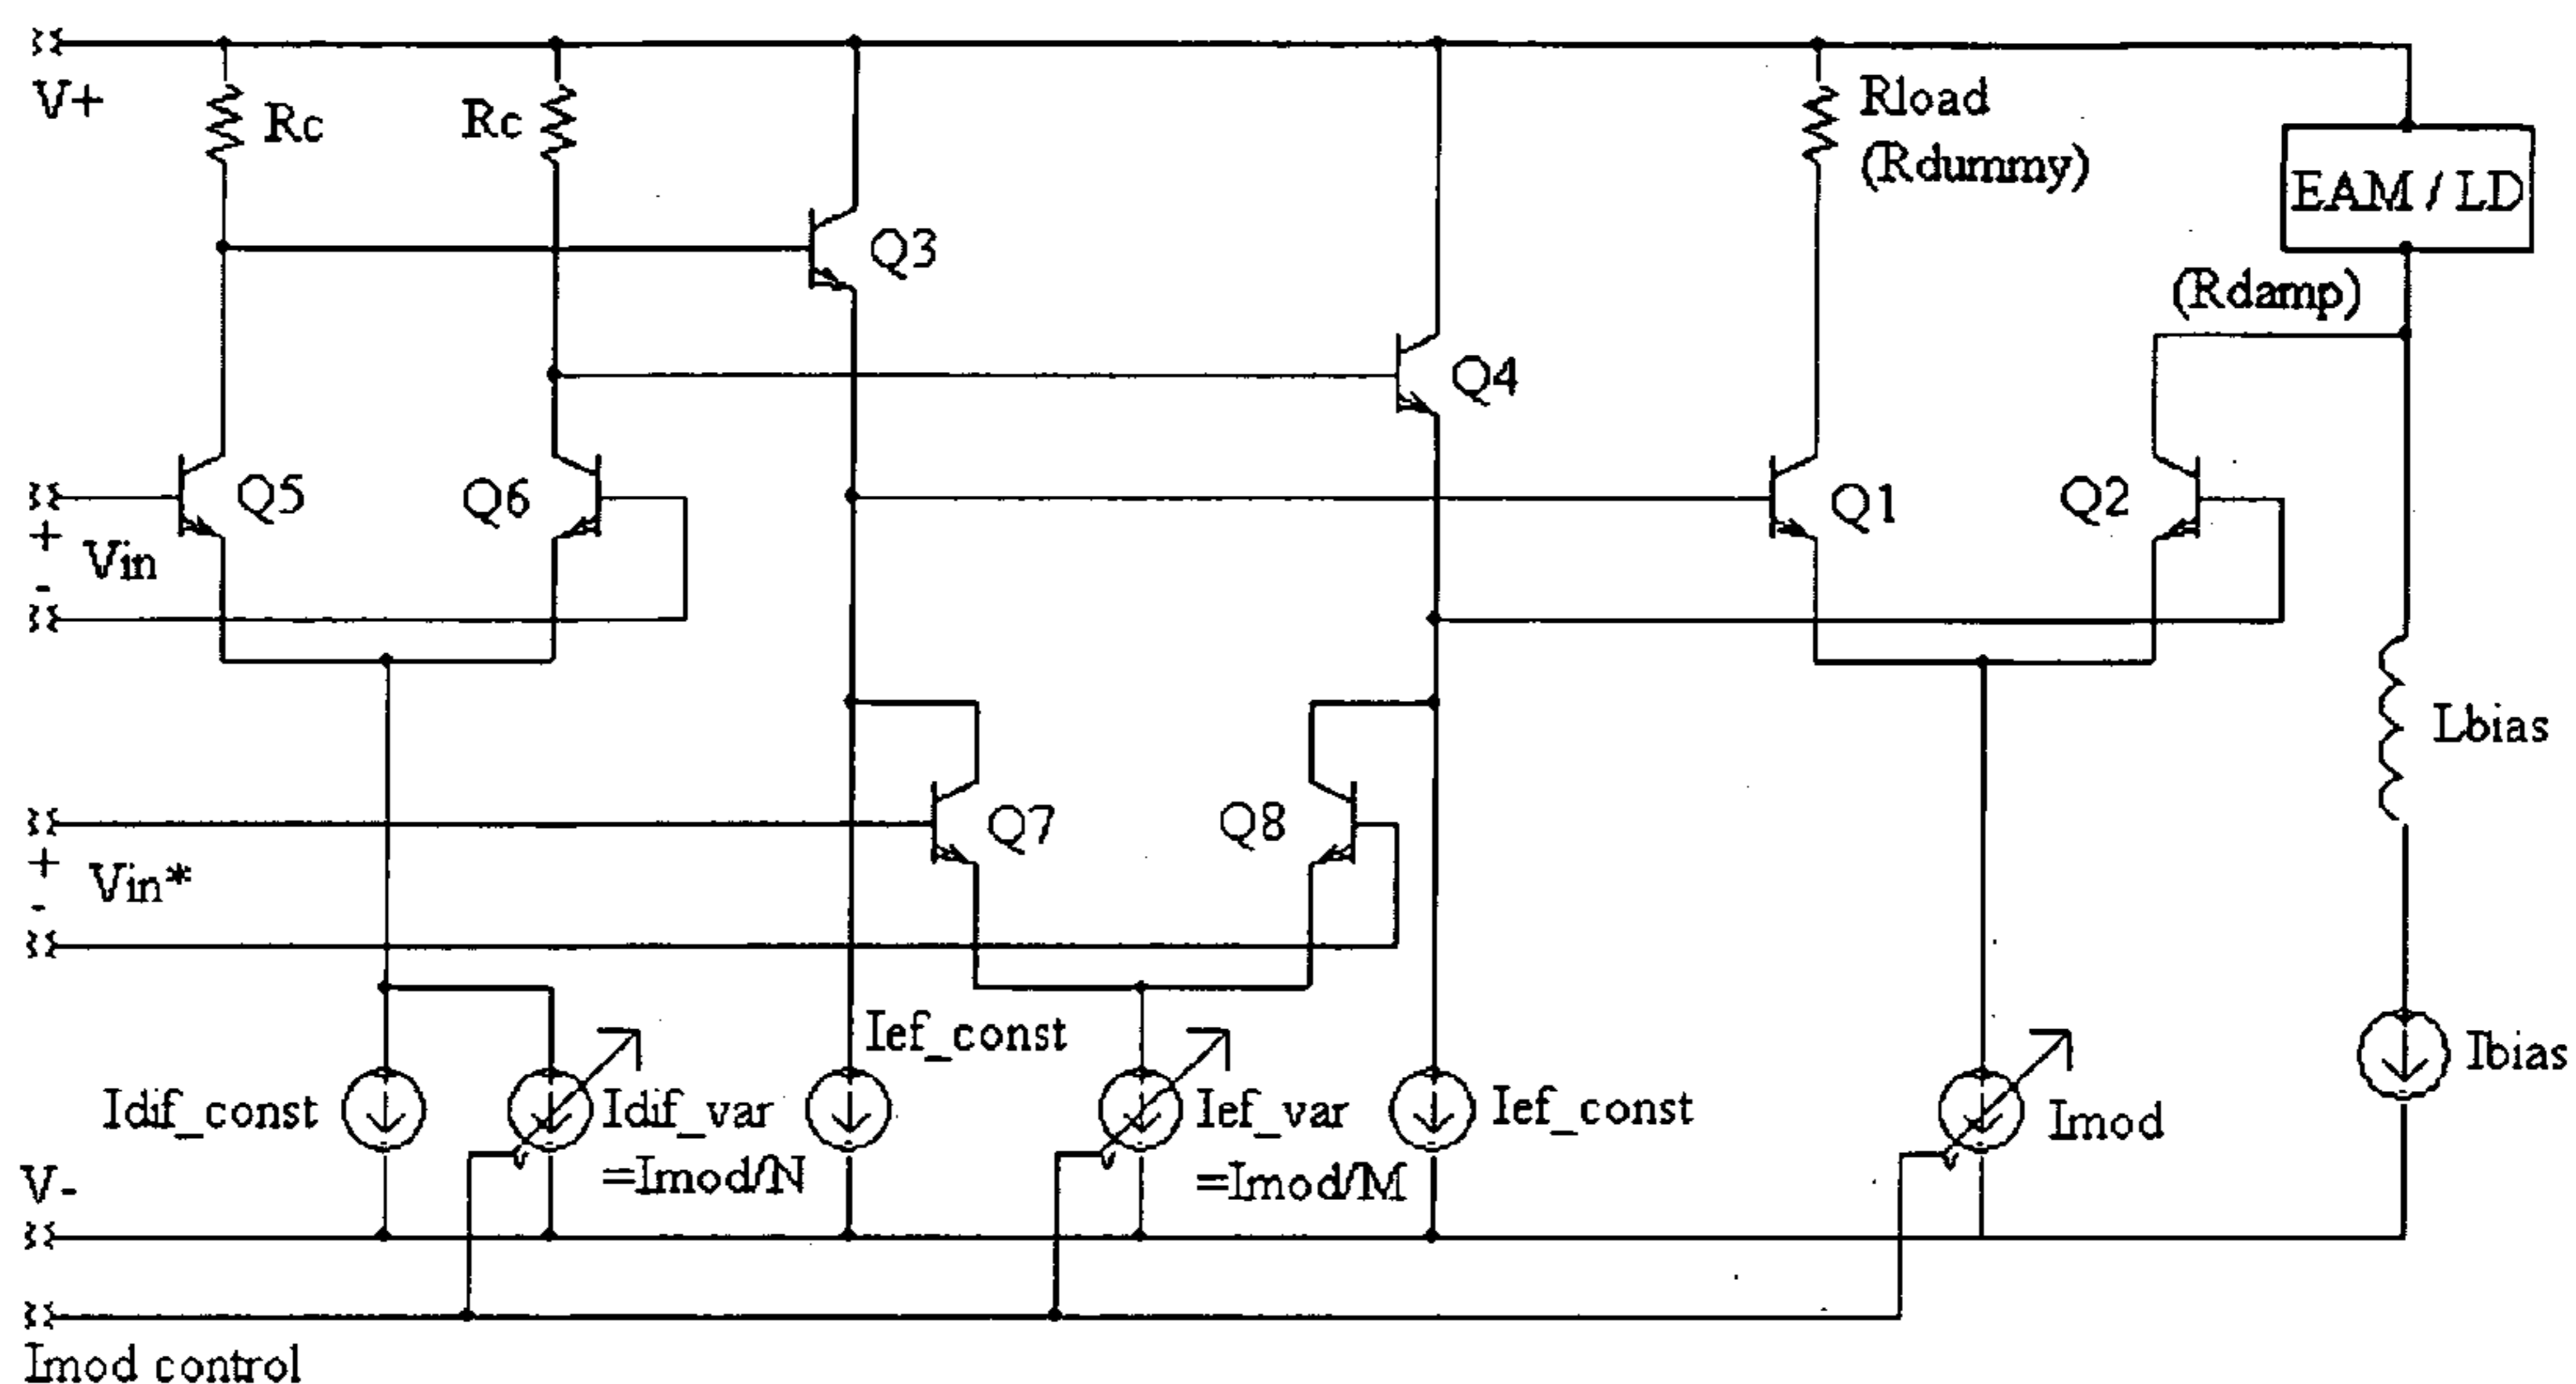 V+
Rc
Rc
Rload
(Rdummy)
EAM / LD
Q3
(Rdamp)
Q4
Q5
Q6
Q1
Q2
+
Vin
-
Lbias
Q7
Q8
+
Vin*
-
Ief_const
Idif_const
Idif_var
=Imod/N
Ief_var
=Imod/M
Ief_const
Imod
Ibias
V-
Imod control